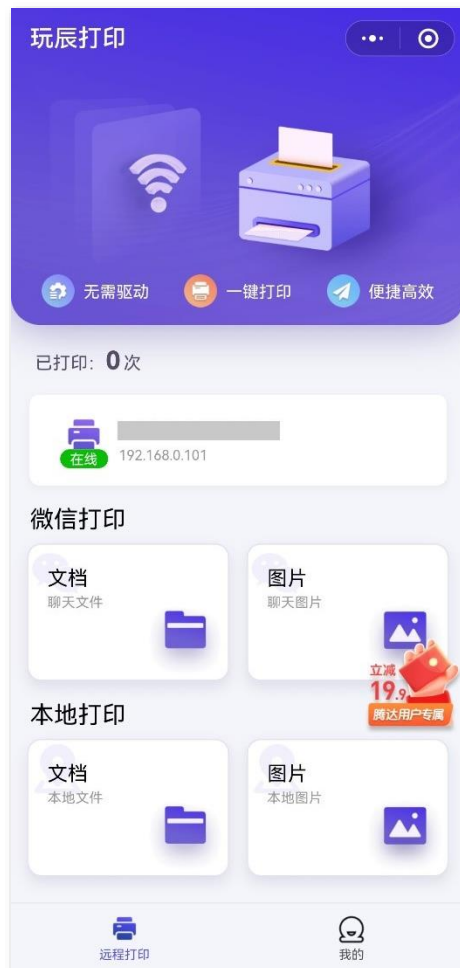 玩辰打印
无需驱动 一键打印 便捷高效
已打印: 0次
在线 192.168.0.101
微信打印
文档 图片
聊天文件 聊天图片
立减
19.9
腾达用户专属
本地打印
文档 图片
本地文件 本地图片
远程打印 我的